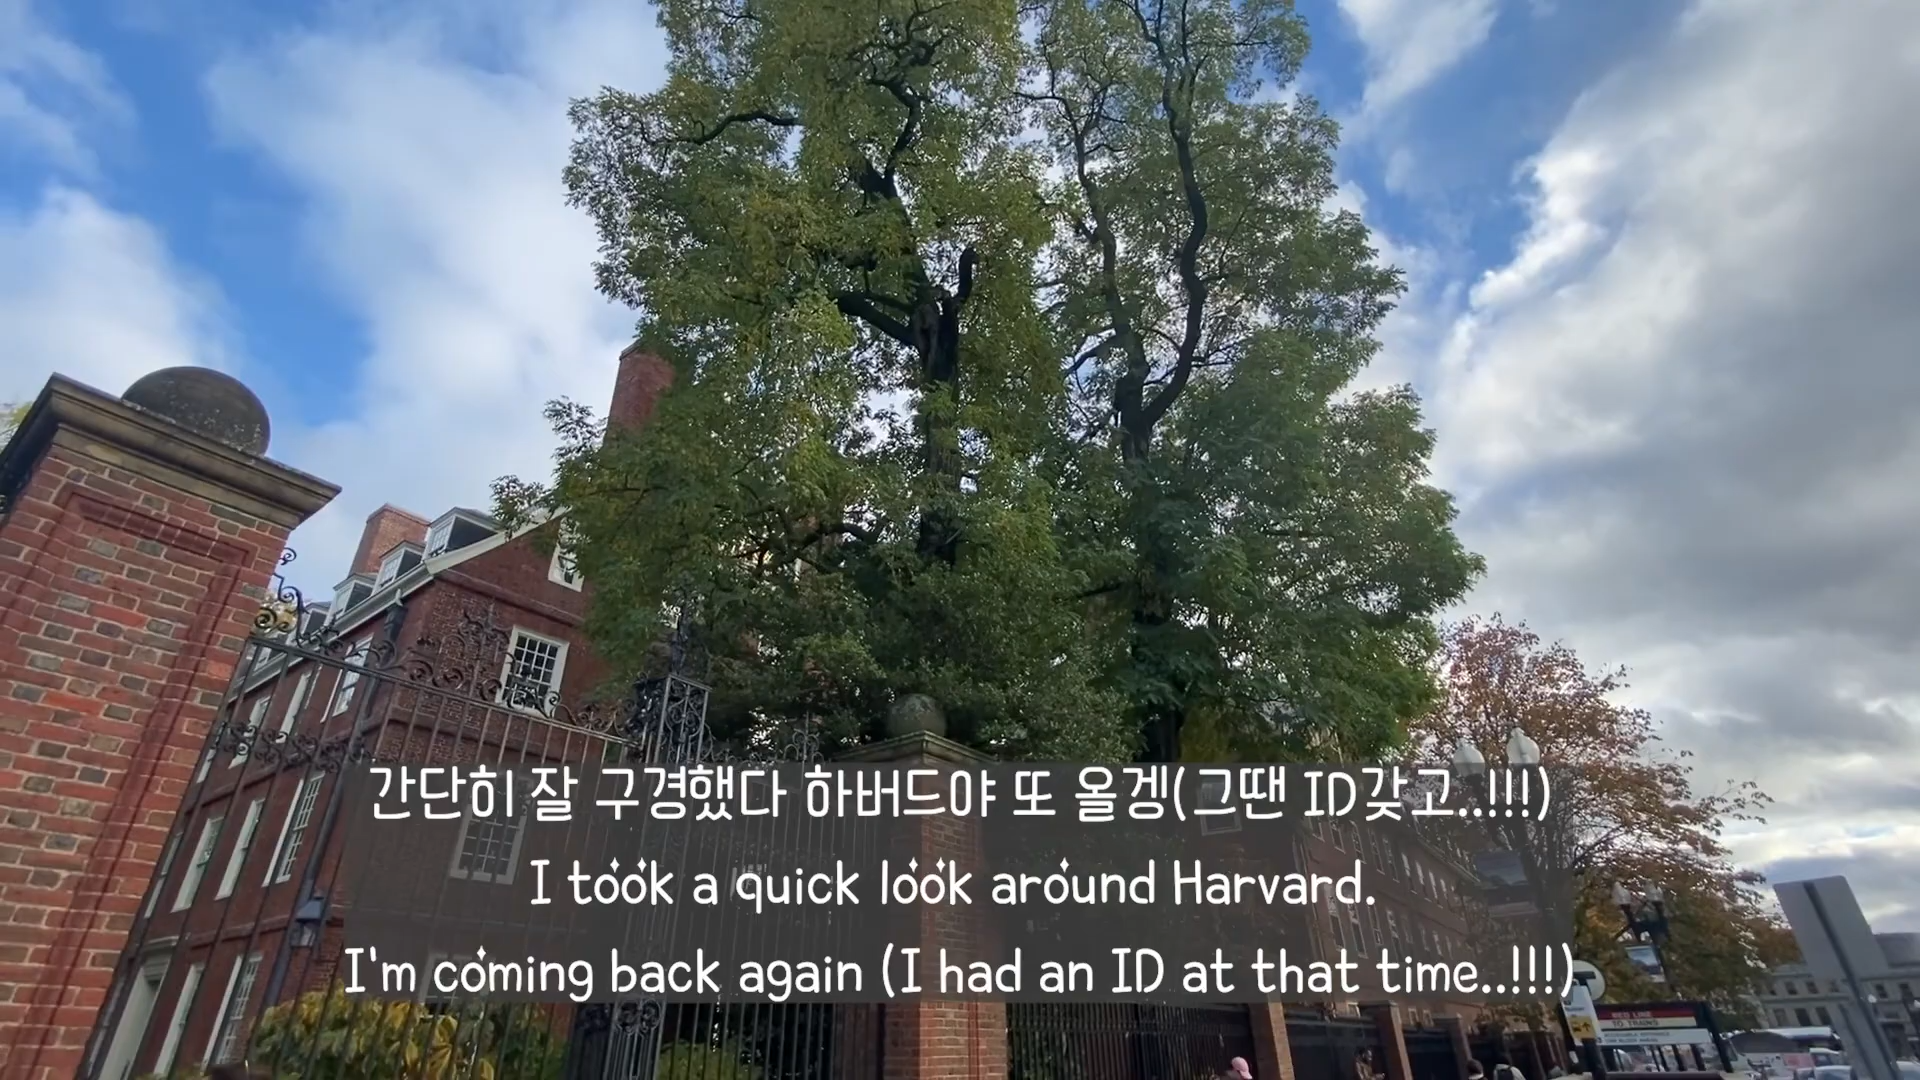 간단히 잘 구경했다 하버드야 또 올겡(그땐 ID갖고..!!!)
I took a quick look around Harvard.
I'm coming back again (I had an ID at that time..!!!)
RED LINE
TO TRAINS